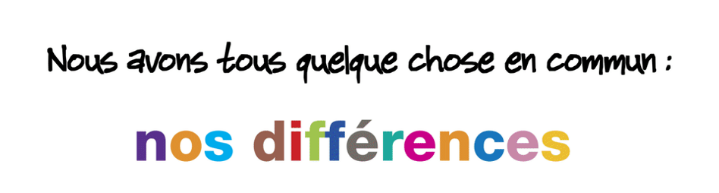 Nous avons tous quelque chose en commun :
nos différences